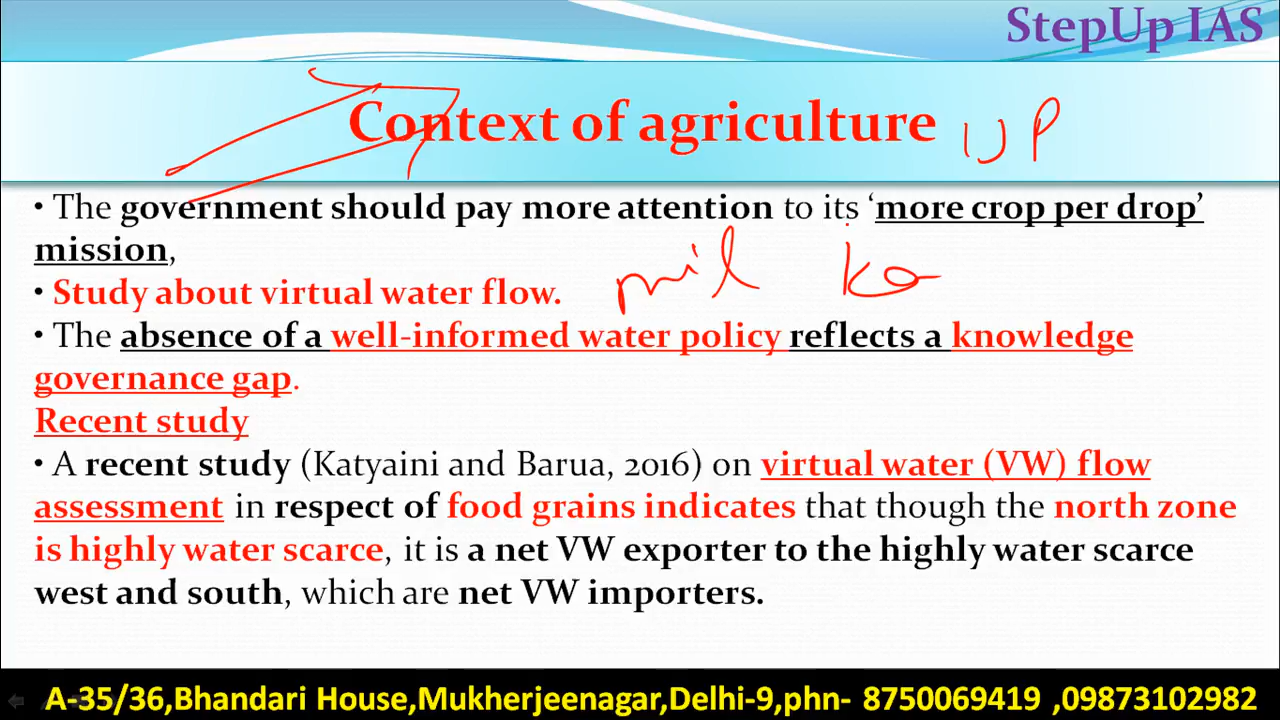 StepUp IAS
Context of agriculture UP
• The government should pay more attention to its ‘more crop per drop’
mission,
• Study about virtual water flow.
• The absence of a well-informed water policy reflects a knowledge
governance gap.
Recent study
• A recent study (Katyaini and Barua, 2016) on virtual water (VW) flow
assessment in respect of food grains indicates that though the north zone
is highly water scarce, it is a net VW exporter to the highly water scarce
west and south, which are net VW importers.
A-35/36,Bhandari House,Mukherjeenagar,Delhi-9,phn- 8750069419 ,09873102982